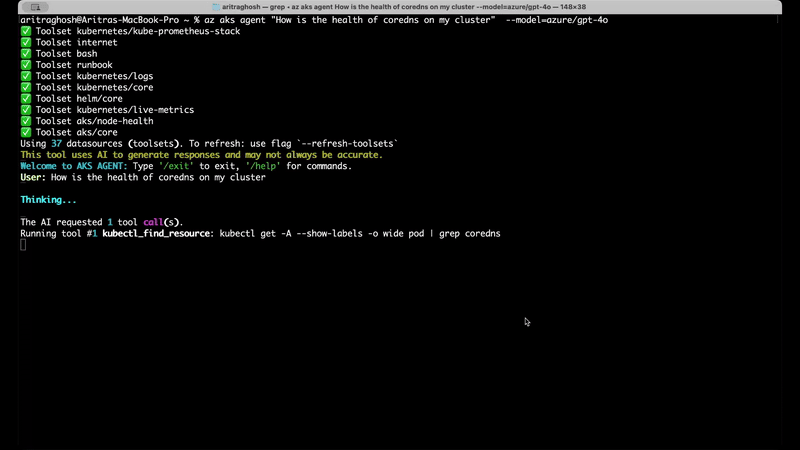 aritraghosh — grep • az aks agent How is the health of coredns on my cluster --model=azure/gpt-4o — 148×38
aritraghosh@Aritras-MacBook-Pro ~ % az aks agent "How is the health of coredns on my cluster"  --model=azure/gpt-4o
✅ Toolset kubernetes/kube-prometheus-stack
✅ Toolset internet
✅ Toolset bash
✅ Toolset runbook
✅ Toolset kubernetes/logs
✅ Toolset kubernetes/core
✅ Toolset helm/core
✅ Toolset kubernetes/live-metrics
✅ Toolset aks/node-health
✅ Toolset aks/core
Using 37 datasources (toolsets). To refresh: use flag `--refresh-toolsets`
This tool uses AI to generate responses and may not always be accurate.
Welcome to AKS AGENT: Type '/exit' to exit, '/help' for commands.
User: How is the health of coredns on my cluster
Thinking...
The AI requested 1 tool call(s).
Running tool #1 kubectl_find_resource: kubectl get -A --show-labels -o wide pod | grep coredns